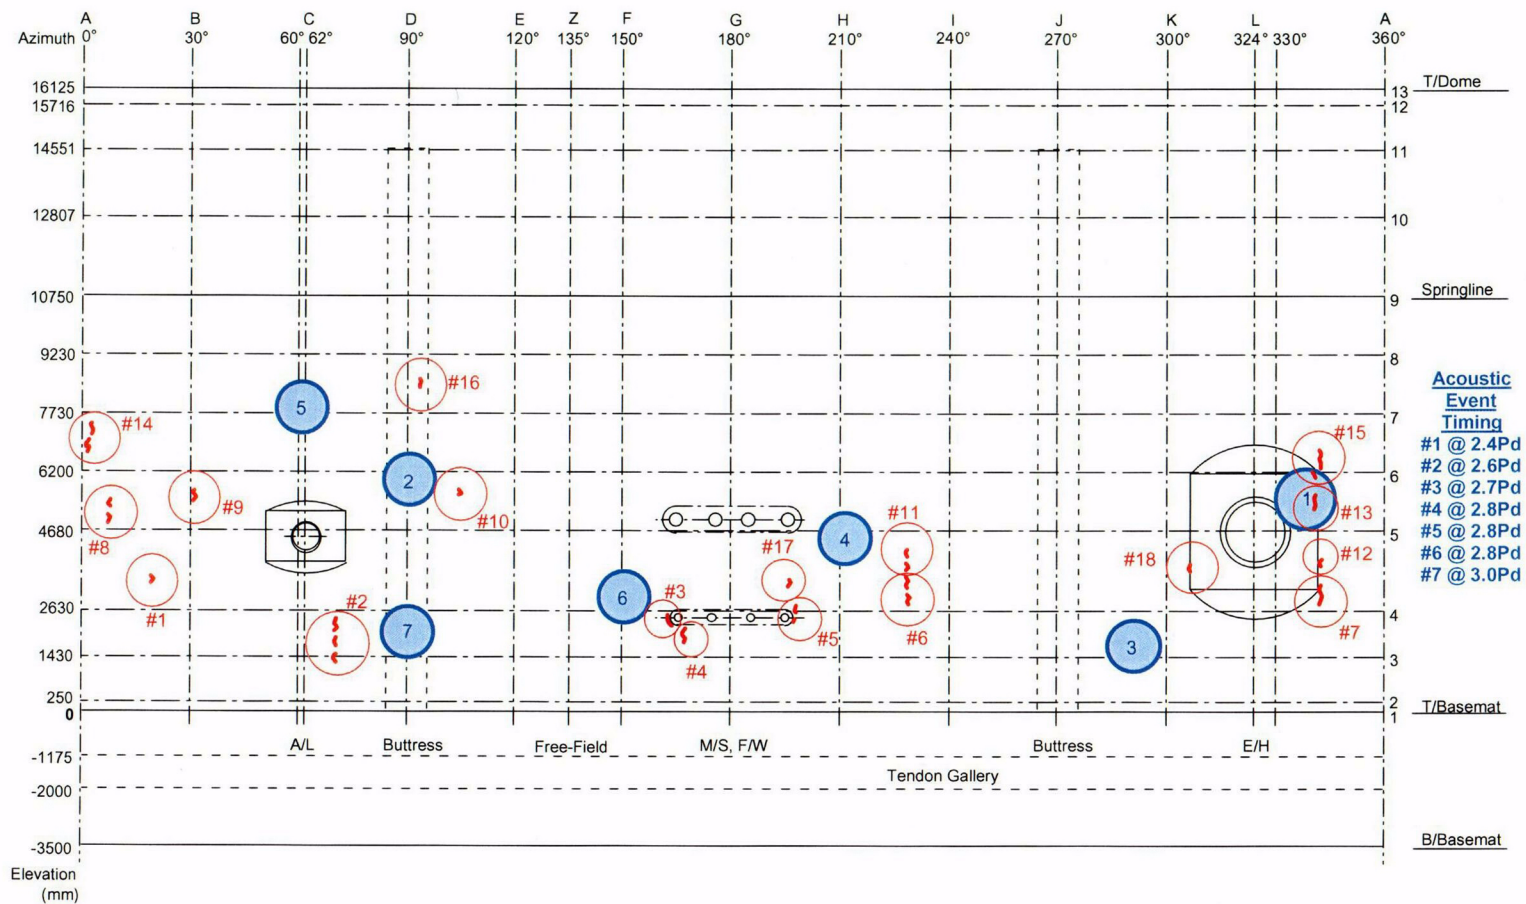 A B C D E Z F G H I J K L A
Azimuth 0° 30° 60° 62° 90° 120° 135° 150° 180° 210° 240° 270° 300° 324° 330° 360°
16125 T/Dome
13
15716 12
14551 11
12807 10
10750 9 Springline
9230 8
#16
5 7730 7
#14 #15
6200 6
2 1
#9 #10 #13
#8 #11
4680 5
4 #17 #18 #12
#1 6 #3
#2 2630 4
7 #5 #6 #7
#4 3
1430 3
250 2 T/Basemat
0 1
A/L Buttress Free-Field M/S, F/W Buttress E/H
-1175
Tendon Gallery
-2000
-3500 B/Basemat
Elevation
(mm)
Acoustic
Event
Timing
#1 @ 2.4Pd
#2 @ 2.6Pd
#3 @ 2.7Pd
#4 @ 2.8Pd
#5 @ 2.8Pd
#6 @ 2.8Pd
#7 @ 3.0Pd